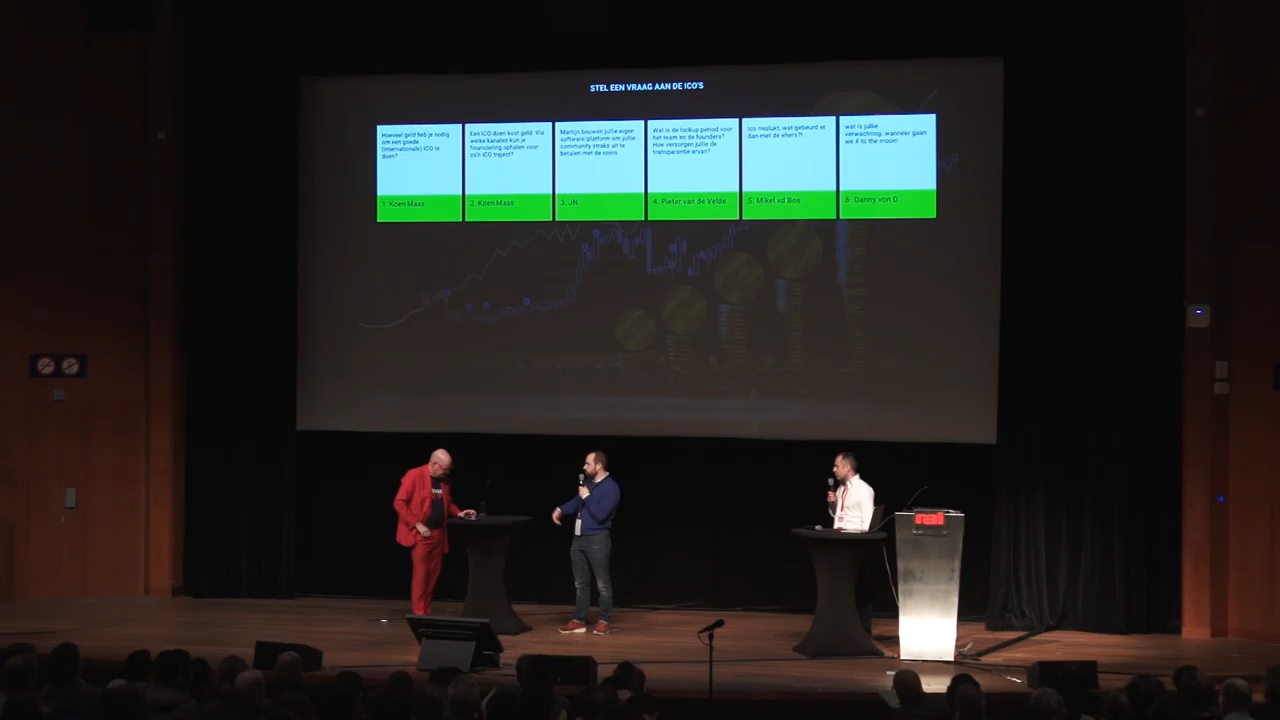 STEL EEN VRAAG AAN DE ICO'S
Hoeveel geld heb je nodig
om een goede
(internationale) ICO te
doen?
1: Koen Maas
Een ICO doen kost geld. Via
welke kanalen kun je
financiering ophalen voor
zo'n ICO traject?
2. Koen Maas
Martijn bouwen jullie eigen
software/platform om jullie
community straks uit te
betalen met de coins
3. JN
Wat is de lockup period voor
het team en de founders?
Hoe verzorgen jullie de
transparantie ervan?
4. Pieter van de Velde
Ico mislukt, wat gebeurd er
dan met de ehers?!
5: Mikel vd Bos
wat is jullie
verwachting. wanneer gaan
we # to the moon!
6: Danny von D
rai